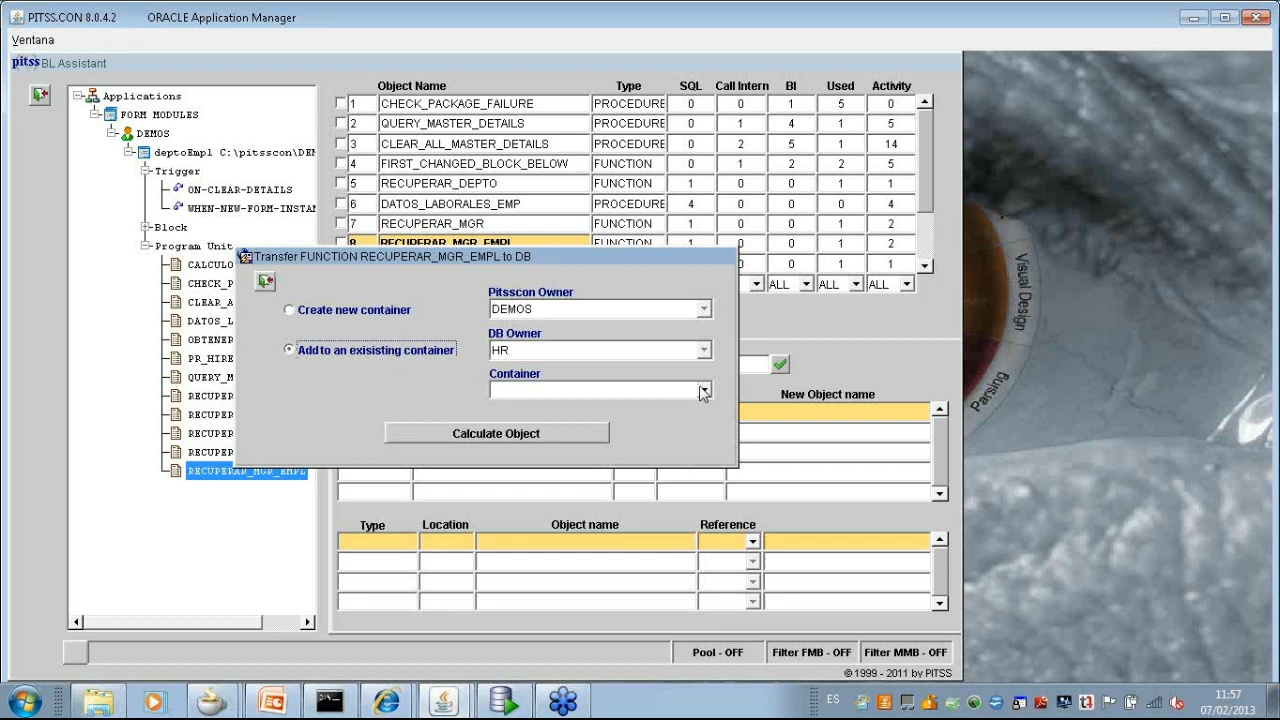 PITSS.CON 8.0.4.2 ORACLE Application Manager
Ventana
pitss BL Assistant
Applications
FORM MODULES
DEMOS
deptoEmpl C:\pitsscon\DEM
Trigger
ON-CLEAR-DETAILS
WHEN-NEW-FORM-INSTAN
Block
Program Unit
CALCULO
CHECK_P
CLEAR_A
DATOS_L
OBTENER
PR_HIRE
QUERY_M
RECUPER
RECUPER
RECUPER
RECUPER
RECUPERAR_MGR_EMPL
Object Name Type SQL Call Intern BI Used Activity
1 CHECK_PACKAGE_FAILURE PROCEDURE 0 0 1 5 0
2 QUERY_MASTER_DETAILS PROCEDURE 0 1 4 1 5
3 CLEAR_ALL_MASTER_DETAILS PROCEDURE 0 2 5 1 14
4 FIRST_CHANGED_BLOCK_BELOW FUNCTION 0 1 2 2 5
5 RECUPERAR_DEPTO FUNCTION 1 0 0 1 1
6 DATOS_LABORALES_EMP PROCEDURE 4 0 0 0 4
7 RECUPERAR_MGR FUNCTION 1 0 0 1 2
8 RECUPERAR_MGR_EMPL FUNCTION 1 0 0 1 2
0 0 1 1
ALL ALL ALL
Transfer FUNCTION RECUPERAR_MGR_EMPL to DB
Create new container
Add to an exisisting container
Pitsscon Owner
DEMOS
DB Owner
HR
Container
Calculate Object
New Object name
Type Location Object name Reference
Pool - OFF Filter FMB - OFF Filter MMB - OFF
© 1999 - 2011 by PITSS
Visual Design
Parsing
ES
11:57
07/02/2013